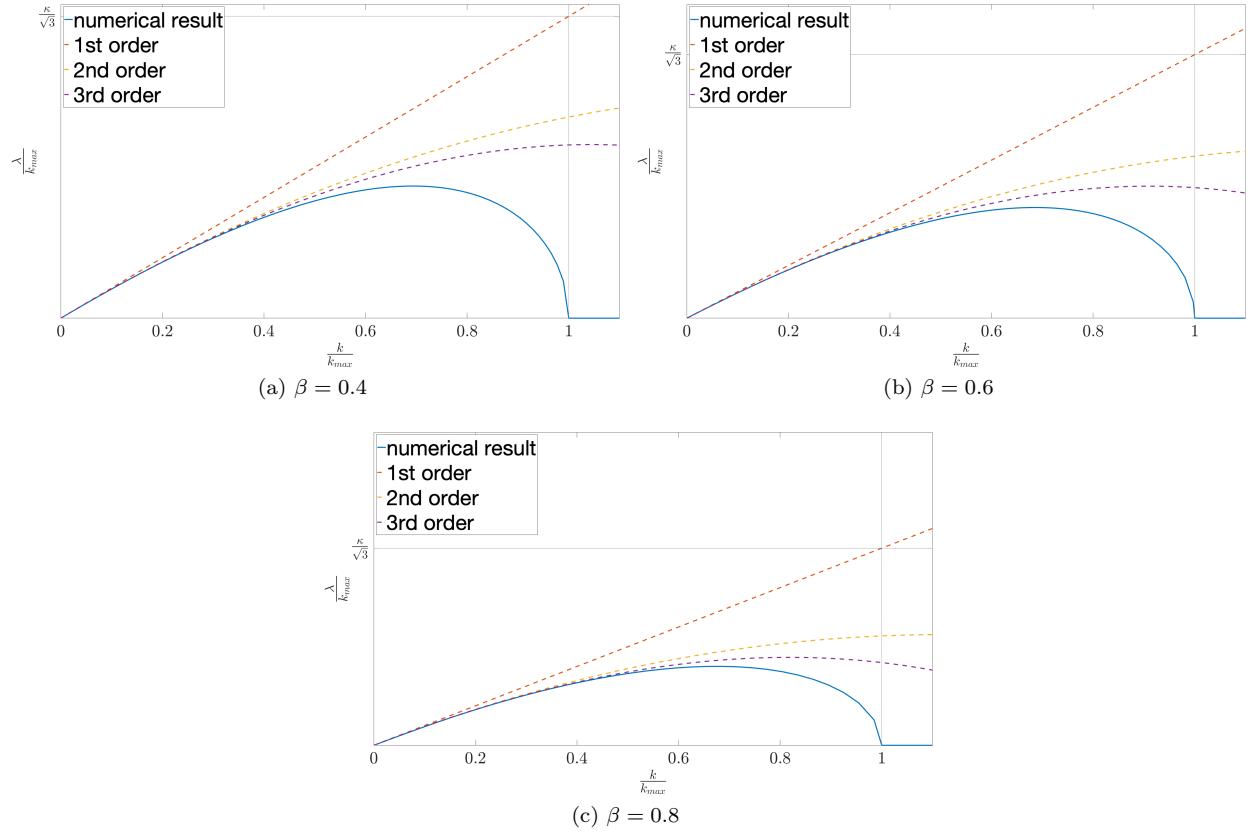 κ/√3
numerical result
1st order
2nd order
3rd order
λ/k_max
0 0.2 0.4 0.6 0.8 1
k/k_max
(a) β = 0.4
κ/√3
numerical result
1st order
2nd order
3rd order
λ/k_max
0 0.2 0.4 0.6 0.8 1
k/k_max
(b) β = 0.6
numerical result
1st order
2nd order
3rd order
κ/√3
λ/k_max
0 0.2 0.4 0.6 0.8 1
k/k_max
(c) β = 0.8